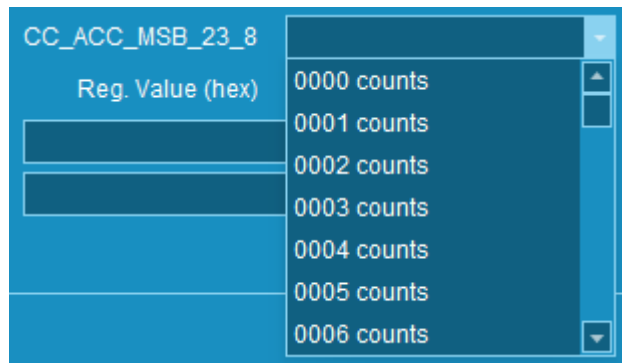 CC_ACC_MSB_23_8
Reg. Value (hex)
0000 counts
0001 counts
0002 counts
0003 counts
0004 counts
0005 counts
0006 counts